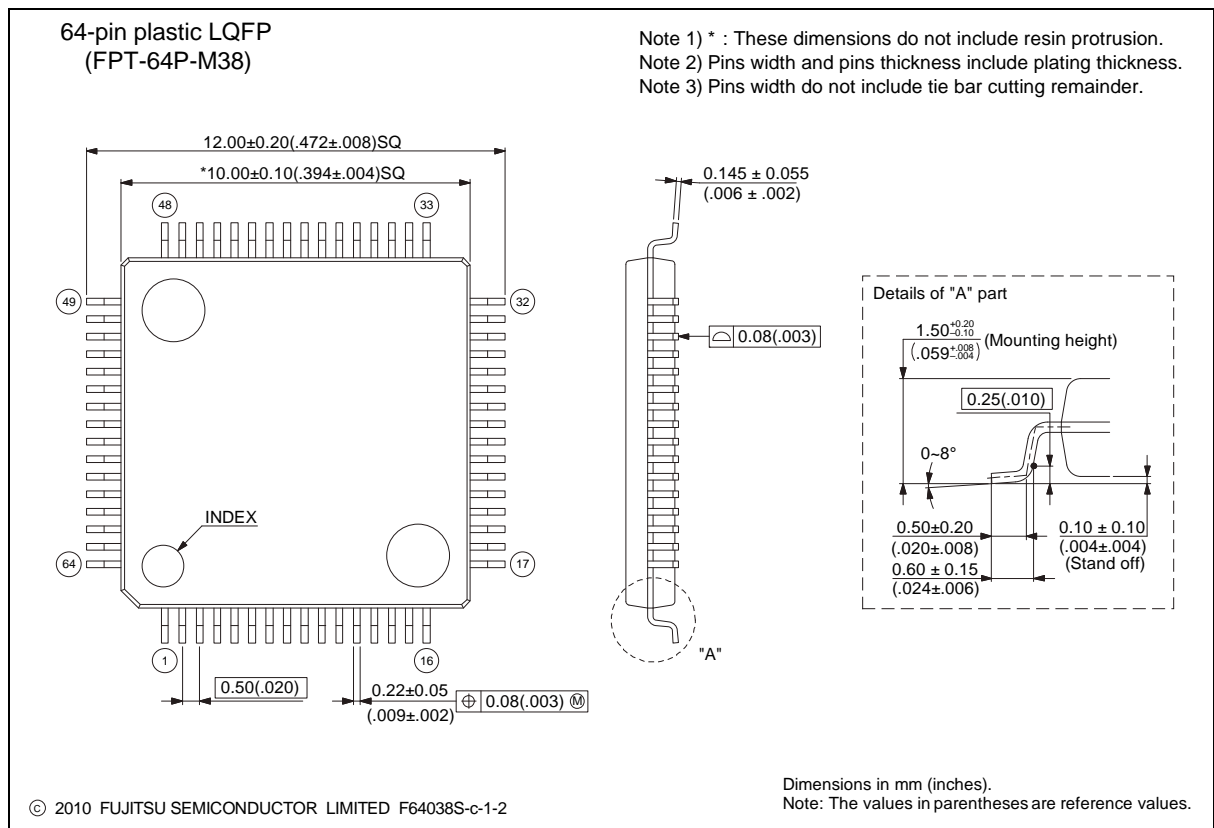 64-pin plastic LQFP
(FPT-64P-M38)
Note 1) * : These dimensions do not include resin protrusion.
Note 2) Pins width and pins thickness include plating thickness.
Note 3) Pins width do not include tie bar cutting remainder.
12.00±0.20(.472±.008)SQ
*10.00±0.10(.394±.004)SQ
48
33
49
32
INDEX
64
17
1
16
0.50(.020)
0.22±0.05
(.009±.002)
⌖ 0.08(.003) Ⓜ
0.145 ± 0.055
(.006 ± .002)
⌓ 0.08(.003)
"A"
Details of "A" part
1.50 +0.20 –0.10 (Mounting height)
(.059 +.008 –.004)
0.25(.010)
0~8°
0.50±0.20
(.020±.008)
0.60 ± 0.15
(.024±.006)
0.10 ± 0.10
(.004±.004)
(Stand off)
© 2010 FUJITSU SEMICONDUCTOR LIMITED F64038S-c-1-2
Dimensions in mm (inches).
Note: The values in parentheses are reference values.